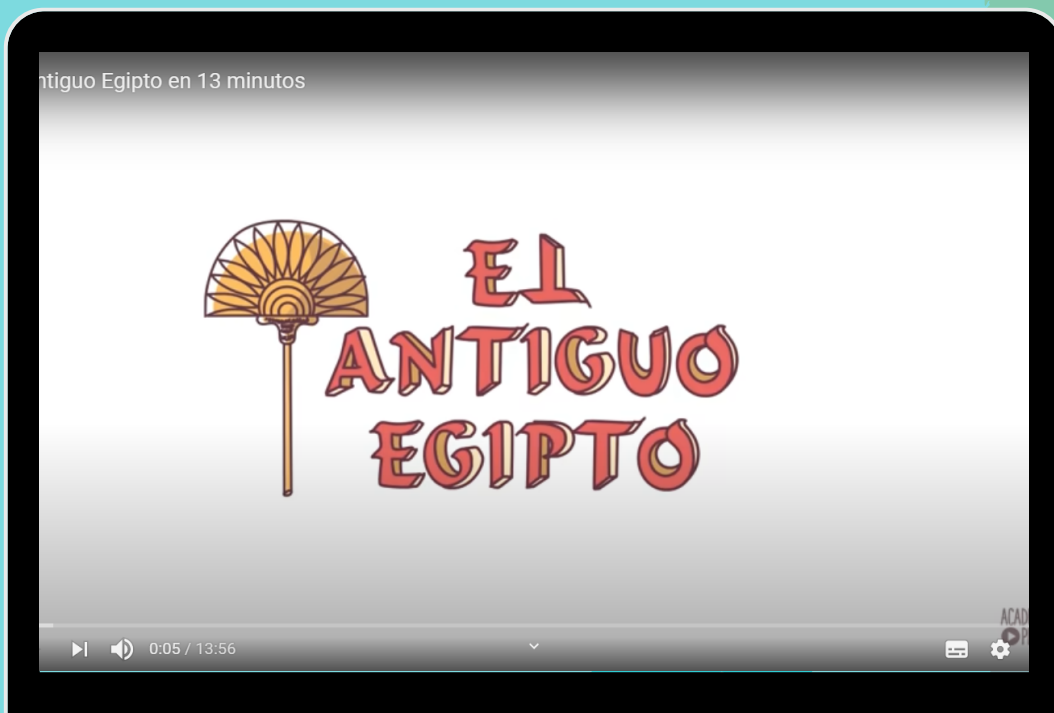 ntiguo Egipto en 13 minutos
EL
ANTIGUO
EGIPTO
0:05 / 13:56